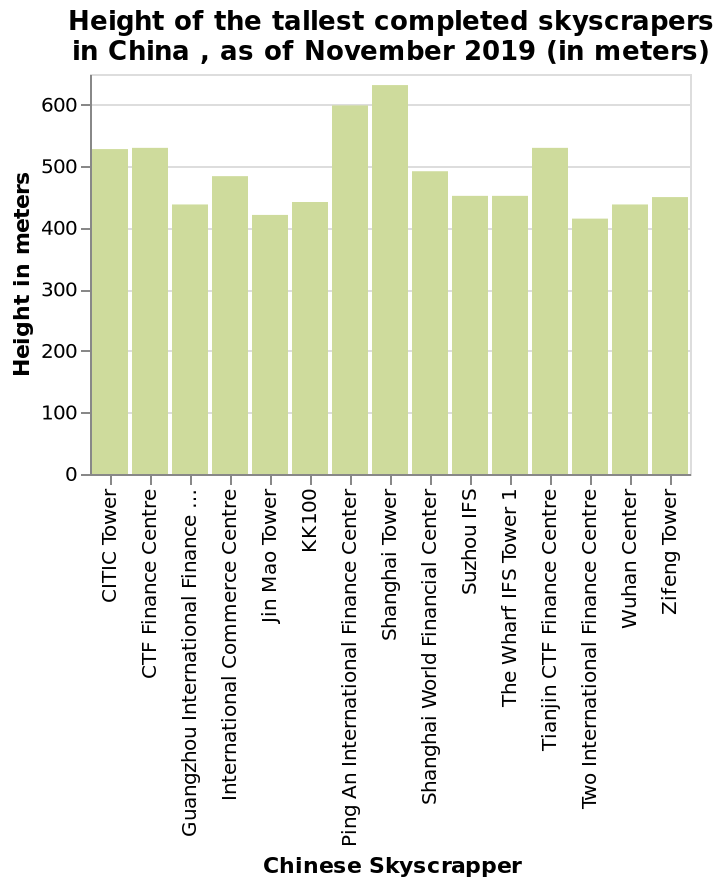 Height of the tallest completed skyscrapers
in China , as of November 2019 (in meters)
600
500
400
300
200
100
0
Height in meters
CITIC Tower
CTF Finance Centre
Guangzhou International Finance ...
International Commerce Centre
Jin Mao Tower
KK100
Ping An International Finance Center
Shanghai Tower
Shanghai World Financial Center
Suzhou IFS
The Wharf IFS Tower 1
Tianjin CTF Finance Centre
Two International Finance Centre
Wuhan Center
Zifeng Tower
Chinese Skyscrapper